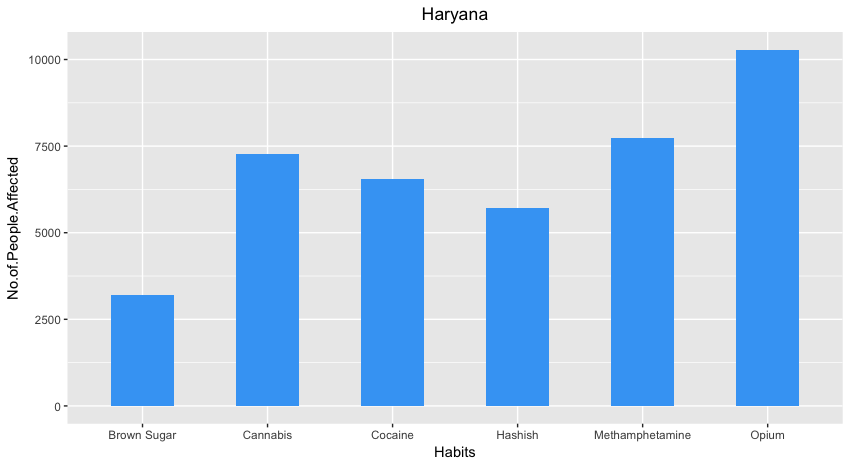 Haryana
No.of.People.Affected
10000
7500
5000
2500
0
Brown Sugar Cannabis Cocaine Hashish Methamphetamine Opium
Habits